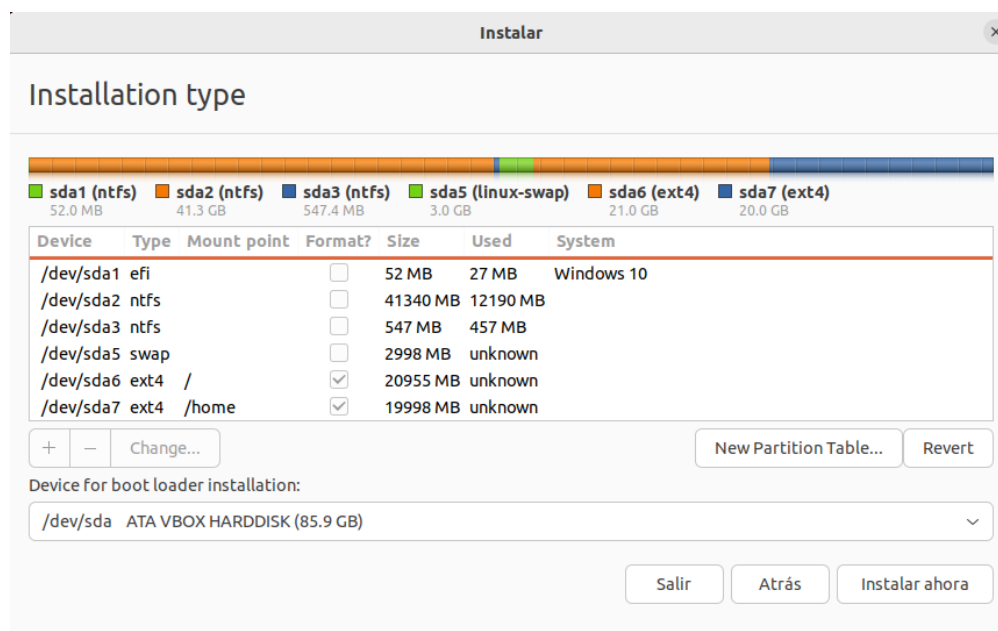 Instalar
Installation type
sda1 (ntfs) sda2 (ntfs) sda3 (ntfs) sda5 (linux-swap) sda6 (ext4) sda7 (ext4)
52.0 MB 41.3 GB 547.4 MB 3.0 GB 21.0 GB 20.0 GB
Device Type Mount point Format? Size Used System
/dev/sda1 efi 52 MB 27 MB Windows 10
/dev/sda2 ntfs 41340 MB 12190 MB
/dev/sda3 ntfs 547 MB 457 MB
/dev/sda5 swap 2998 MB unknown
/dev/sda6 ext4 / 20955 MB unknown
/dev/sda7 ext4 /home 19998 MB unknown
+ – Change... New Partition Table... Revert
Device for boot loader installation:
/dev/sda ATA VBOX HARDDISK (85.9 GB)
Salir Atrás Instalar ahora